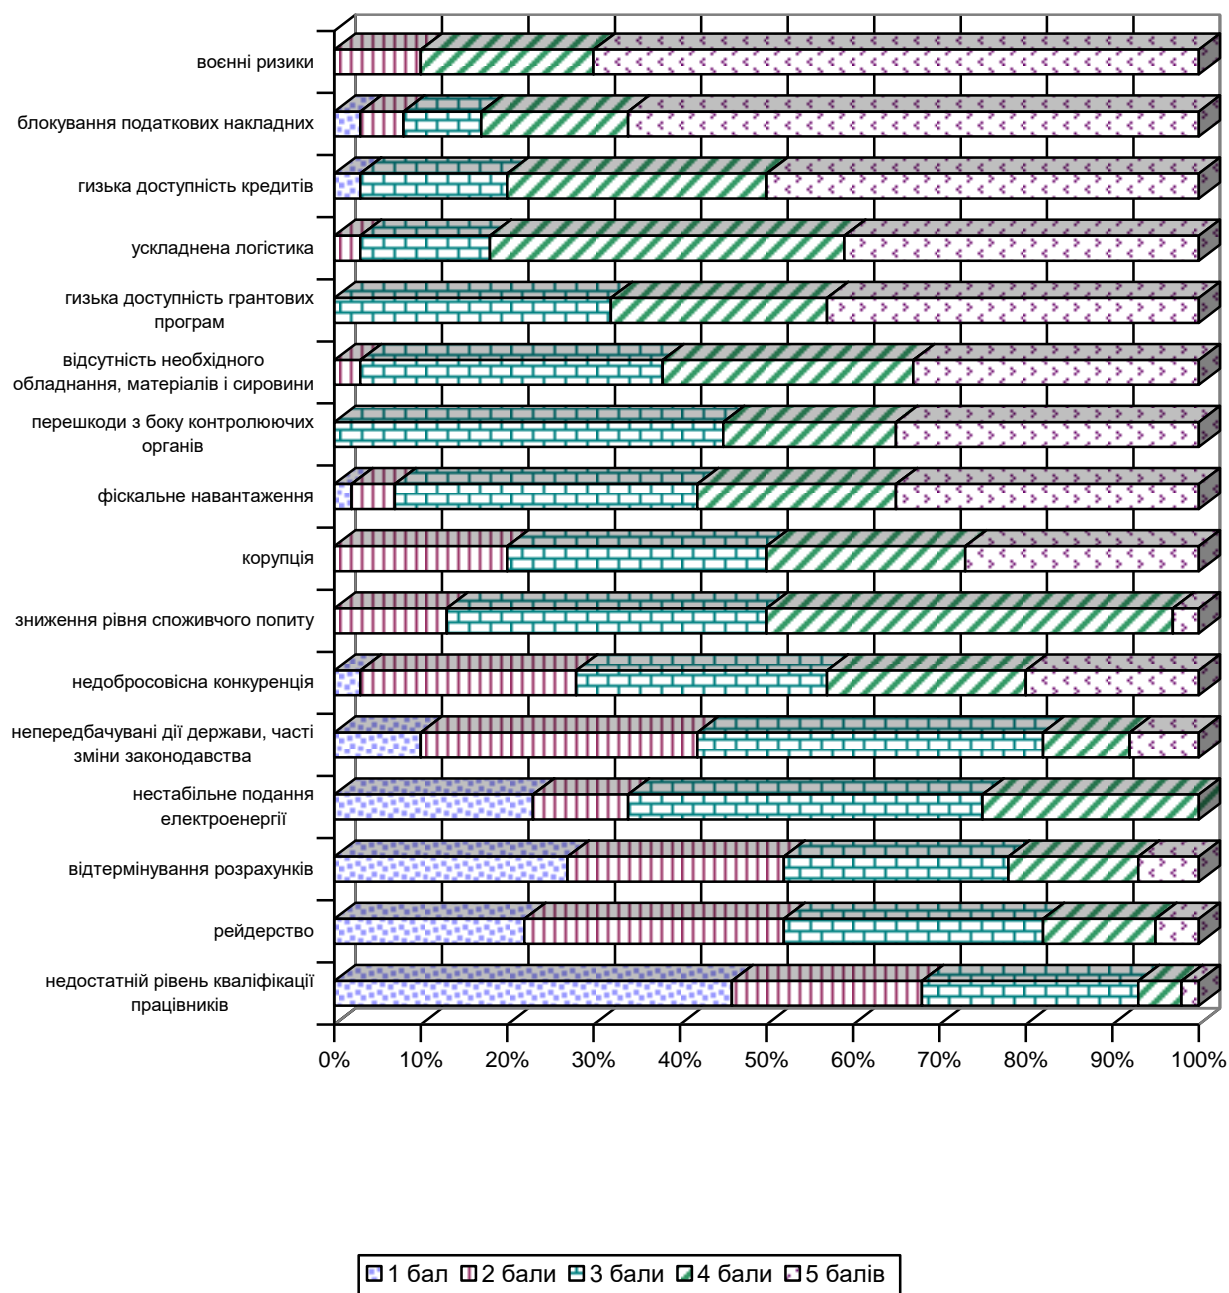 воєнні ризики
блокування податкових накладних
гизька доступність кредитів
ускладнена логістика
гизька доступність грантових
програм
відсутність необхідного
обладнання, матеріалів і сировини
перешкоди з боку контролюючих
органів
фіскальне навантаження
корупція
зниження рівня споживчого попиту
недобросовісна конкуренція
непередбачувані дії держави, часті
зміни законодавства
нестабільне подання
електроенергії
відтермінування розрахунків
рейдерство
недостатній рівень кваліфікації
працівників
0% 10% 20% 30% 40% 50% 60% 70% 80% 90% 100%
1 бал 2 бали 3 бали 4 бали 5 балів